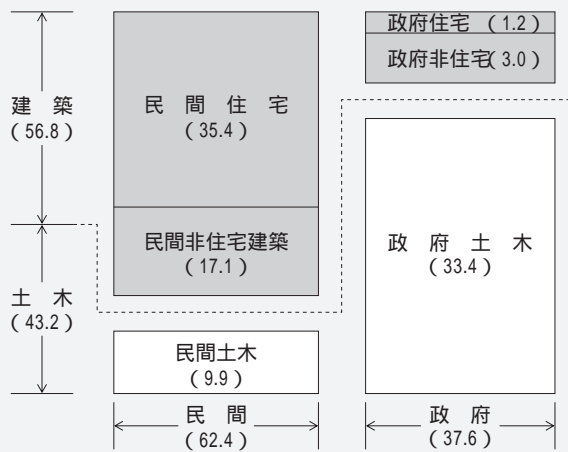 建 築
(56.8)
土 木
(43.2)
民 間 住 宅
(35.4)
民間非住宅建築
(17.1)
民間土木
(9.9)
民 間
(62.4)
政府住宅 (1.2)
政府非住宅(3.0)
政 府 土 木
(33.4)
政 府
(37.6)